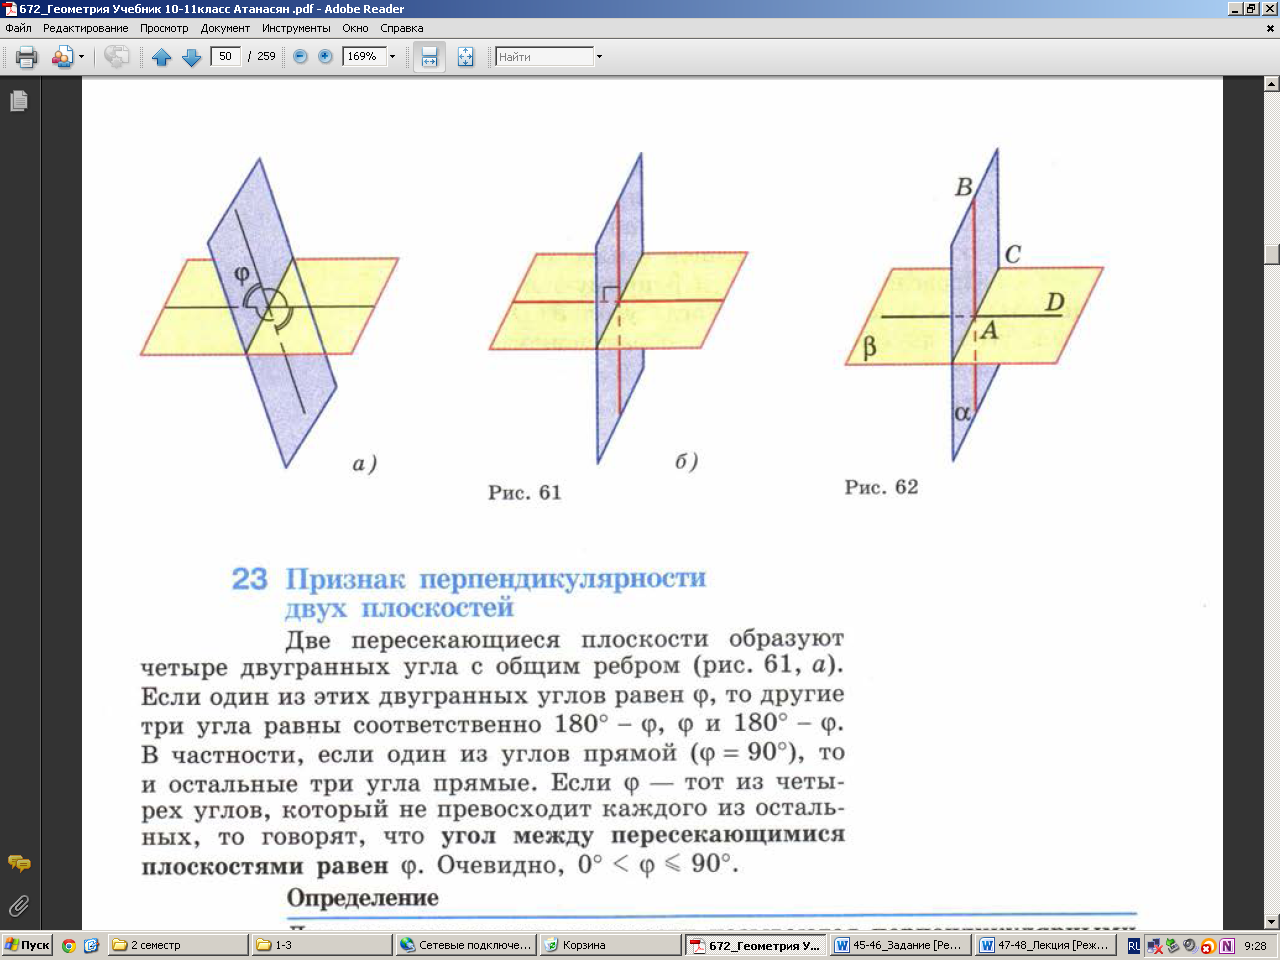 672_Геометрия Учебник 10-11класс Атанасян .pdf - Adobe Reader
Файл Редактирование Просмотр Документ Инструменты Окно Справка
50 / 259 169% Найти
B
C
φ
D
A
β
α
а)
б)
Рис. 61
Рис. 62
23 Признак перпендикулярности
двух плоскостей
Две пересекающиеся плоскости образуют
четыре двугранных угла с общим ребром (рис. 61, а).
Если один из этих двугранных углов равен φ, то другие
три угла равны соответственно 180° – φ, φ и 180° – φ.
В частности, если один из углов прямой (φ = 90°), то
и остальные три угла прямые. Если φ — тот из четы-
рех углов, который не превосходит каждого из осталь-
ных, то говорят, что угол между пересекающимися
плоскостями равен φ. Очевидно, 0° < φ ⩽ 90°.
Определение
Пуск 2 семестр 1-3 Сетевые подключе... Корзина 672_Геометрия У... 45-46_Задание [Ре... 47-48_Лекция [Реж... RU 9:28